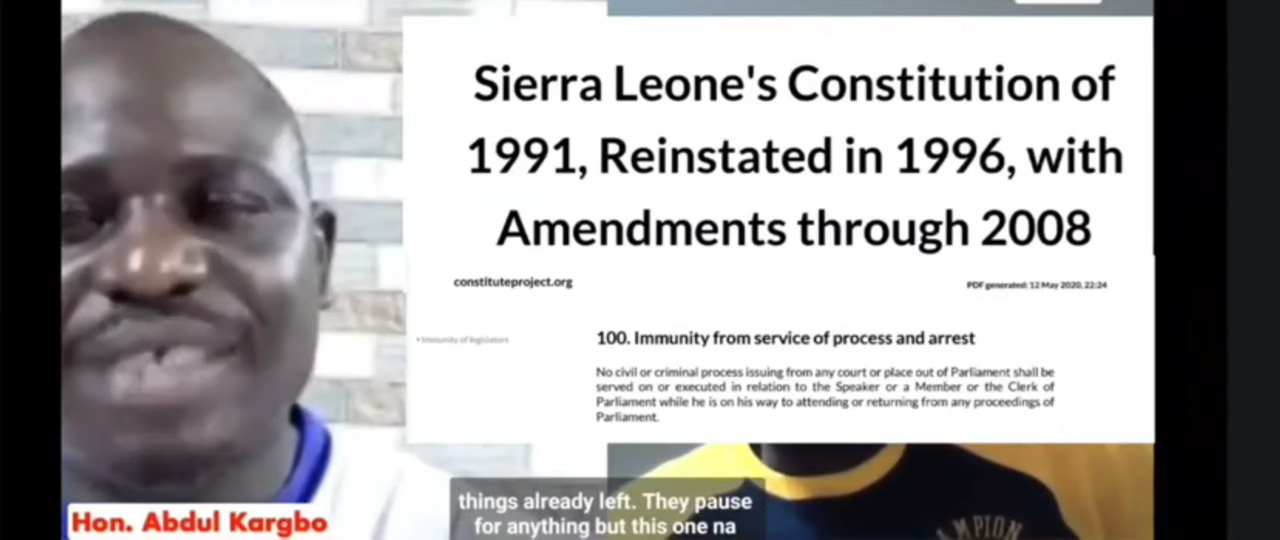 Sierra Leone's Constitution of
1991, Reinstated in 1996, with
Amendments through 2008
constituteproject.org
PDF generated: 12 May 2020, 22:24
• Immunity of legislators
100. Immunity from service of process and arrest
No civil or criminal process issuing from any court or place out of Parliament shall be
served on or executed in relation to the Speaker or a Member or the Clerk of
Parliament while he is on his way to attending or returning from any proceedings of
Parliament.
things already left. They pause
for anything but this one na
Hon. Abdul Kargbo
MPION